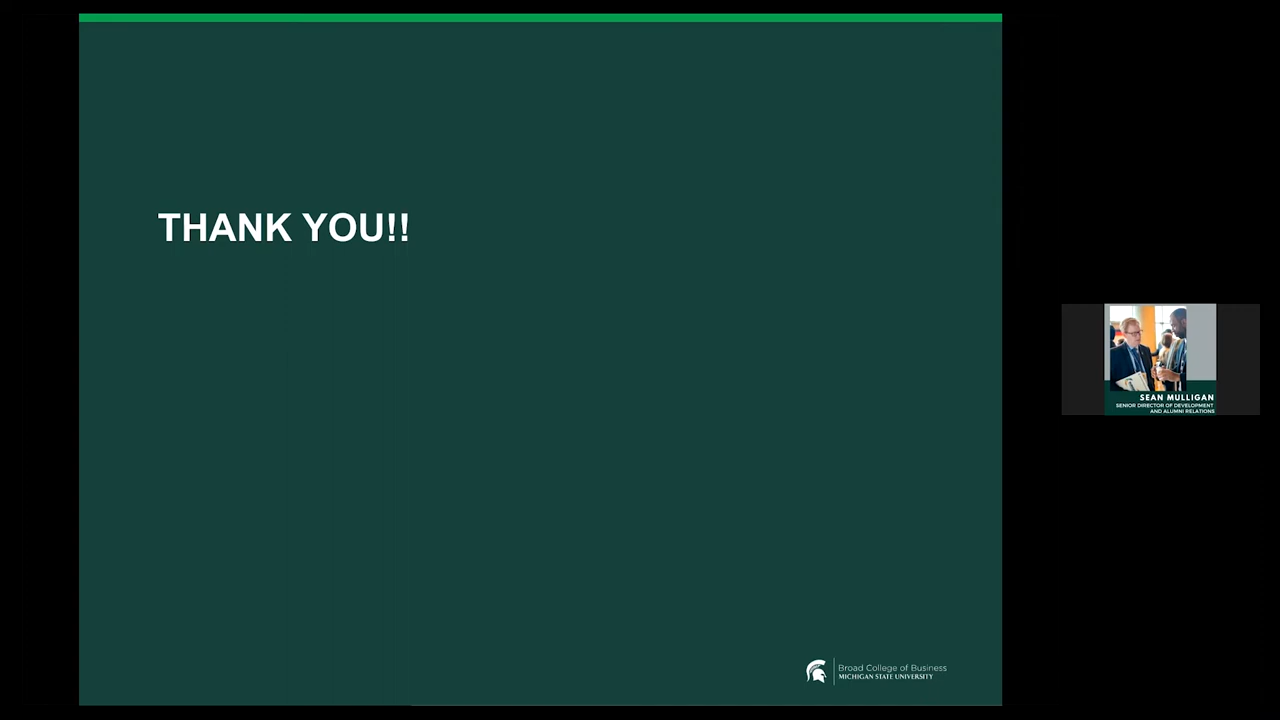 THANK YOU!!
SEAN MULLIGAN
SENIOR DIRECTOR OF DEVELOPMENT
AND ALUMNI RELATIONS
Broad College of Business
MICHIGAN STATE UNIVERSITY